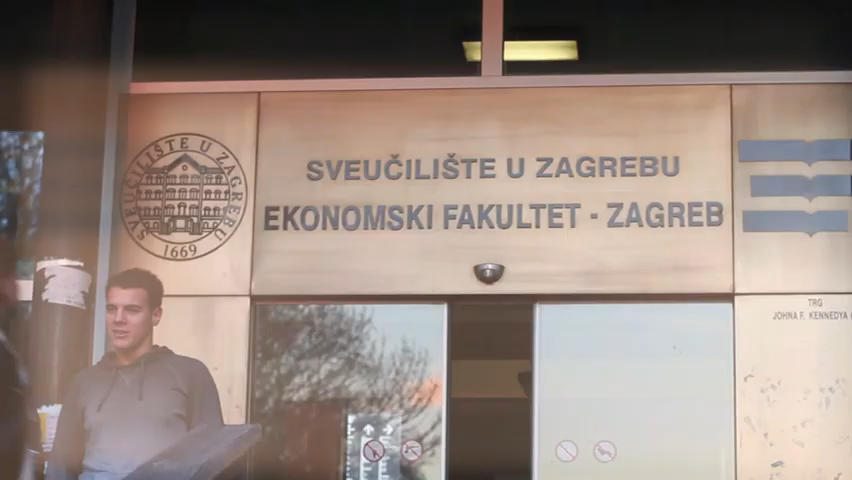 SVEUČILIŠTE U ZAGREBU
1669
SVEUČILIŠTE U ZAGREBU
EKONOMSKI FAKULTET - ZAGREB
TRG
JOHNA F. KENNEDYA